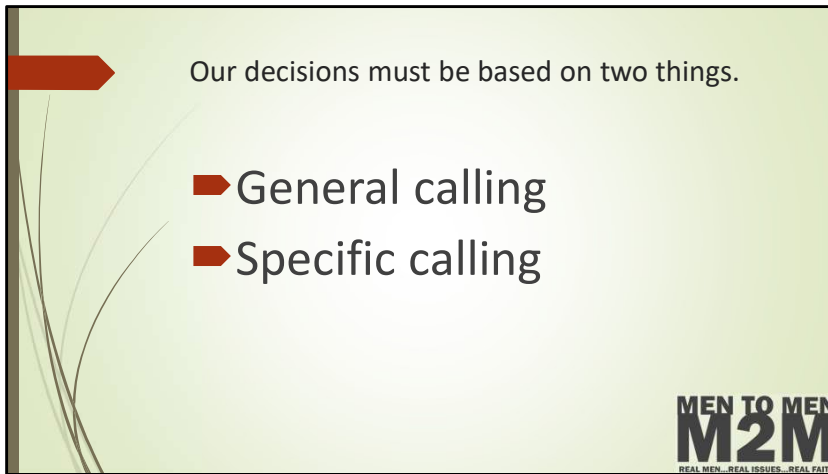 Our decisions must be based on two things.
General calling
Specific calling
MEN TO MEN
M2M
REAL MEN...REAL ISSUES...REAL FAIT